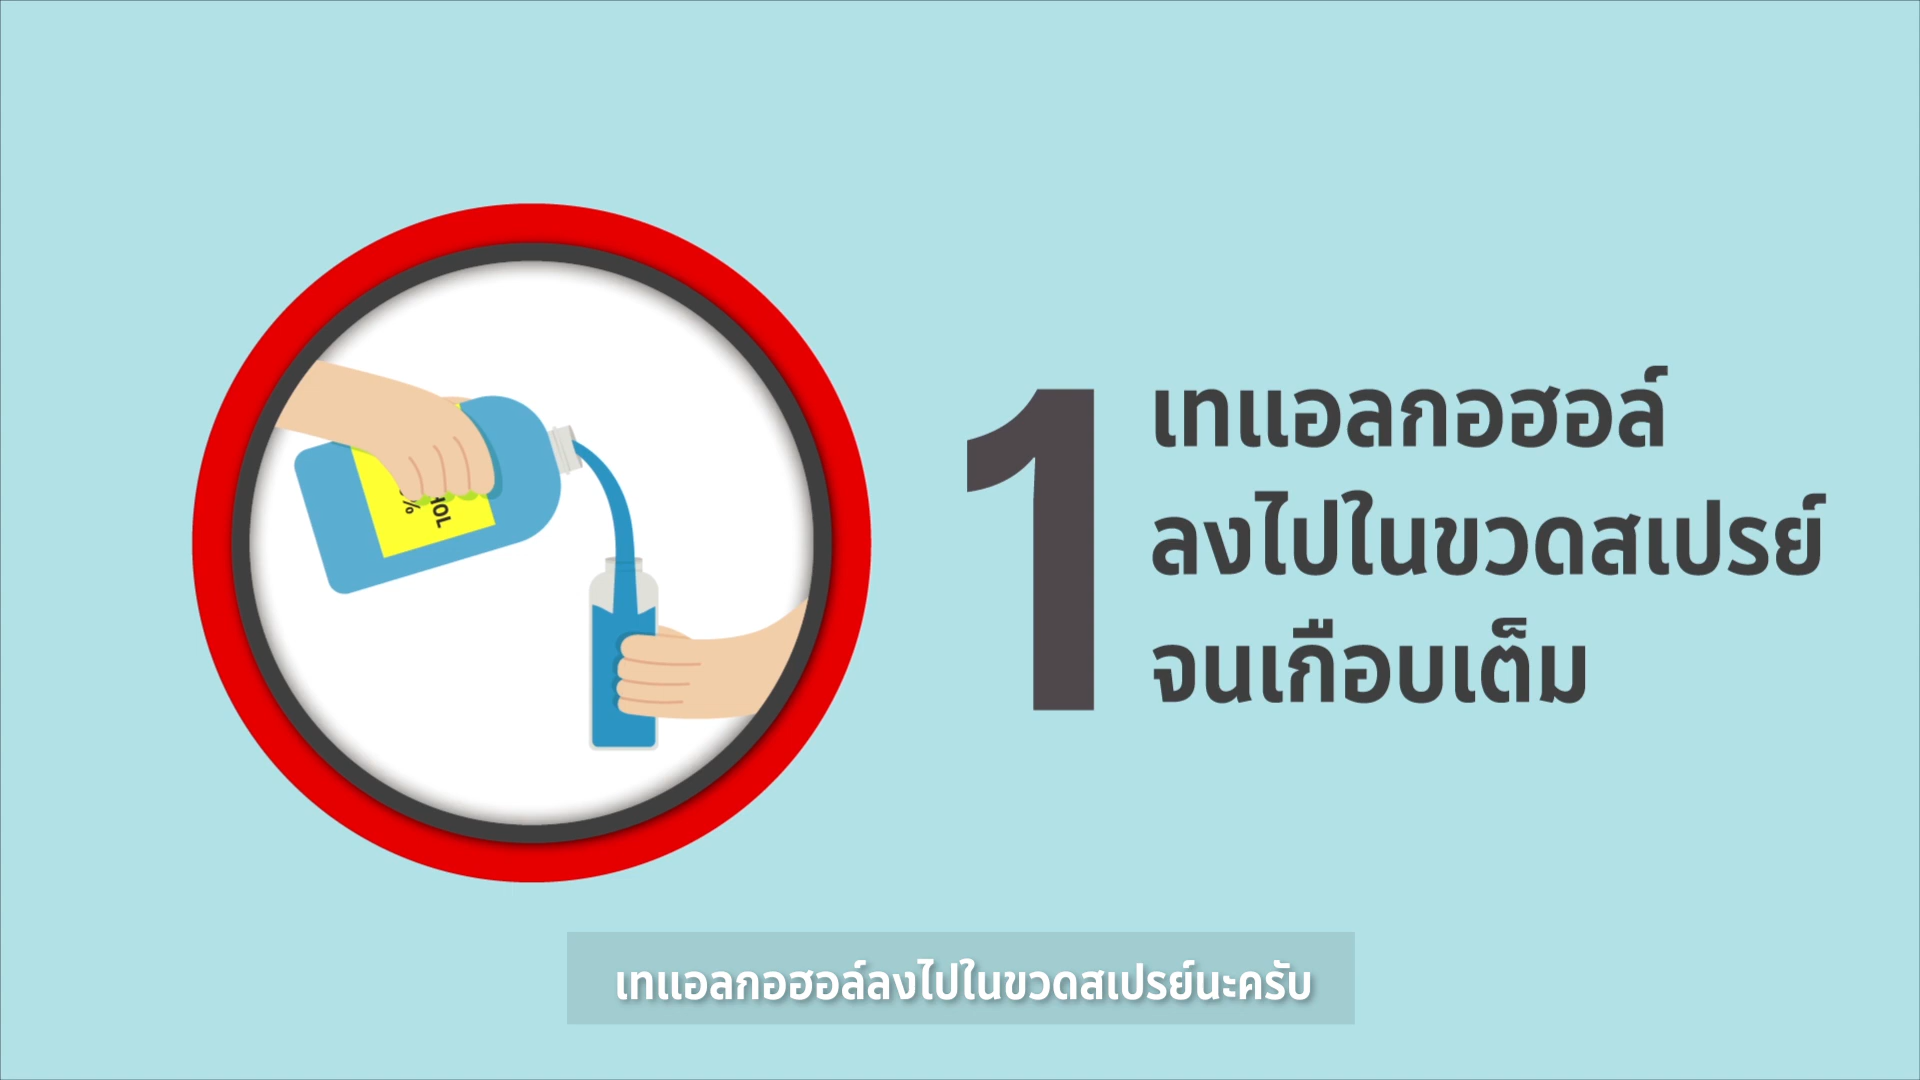 1
เทแอลกอฮอล์
ลงไปในขวดสเปรย์
จนเกือบเต็ม
เทแอลกอฮอล์ลงไปในขวดสเปรย์นะครับ